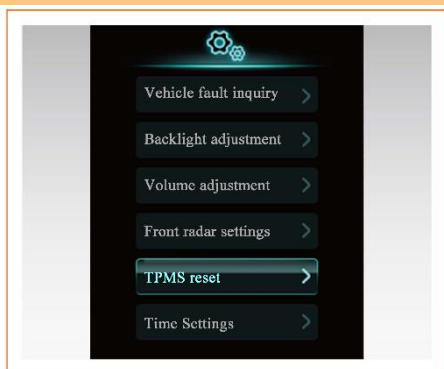 Vehicle fault inquiry
Backlight adjustment
Volume adjustment
Front radar settings
TPMS reset
Time Settings